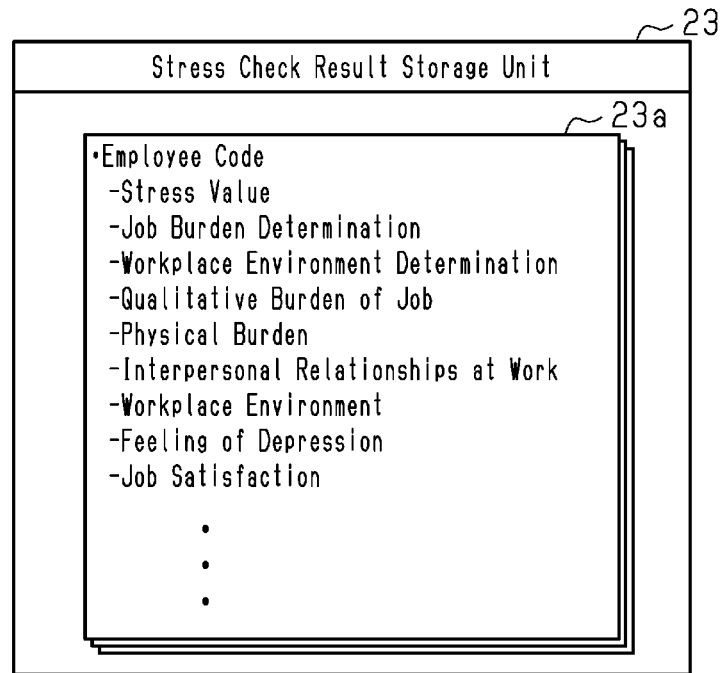 23
Stress Check Result Storage Unit
23a
•Employee Code
-Stress Value
-Job Burden Determination
-Workplace Environment Determination
-Qualitative Burden of Job
-Physical Burden
-Interpersonal Relationships at Work
-Workplace Environment
-Feeling of Depression
-Job Satisfaction
•
•
•